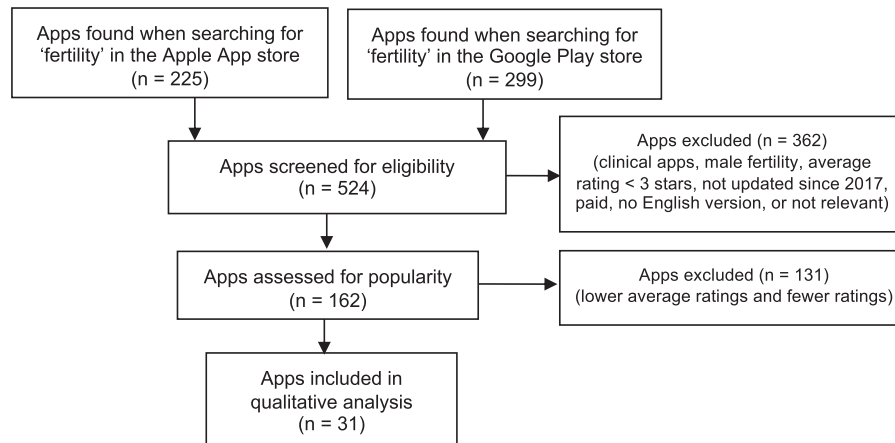 Apps found when searching for
‘fertility’ in the Apple App store
(n = 225)
Apps found when searching for
‘fertility’ in the Google Play store
(n = 299)
Apps screened for eligibility
(n = 524)
Apps excluded (n = 362)
(clinical apps, male fertility, average
rating < 3 stars, not updated since 2017,
paid, no English version, or not relevant)
Apps assessed for popularity
(n = 162)
Apps excluded (n = 131)
(lower average ratings and fewer ratings)
Apps included in
qualitative analysis
(n = 31)